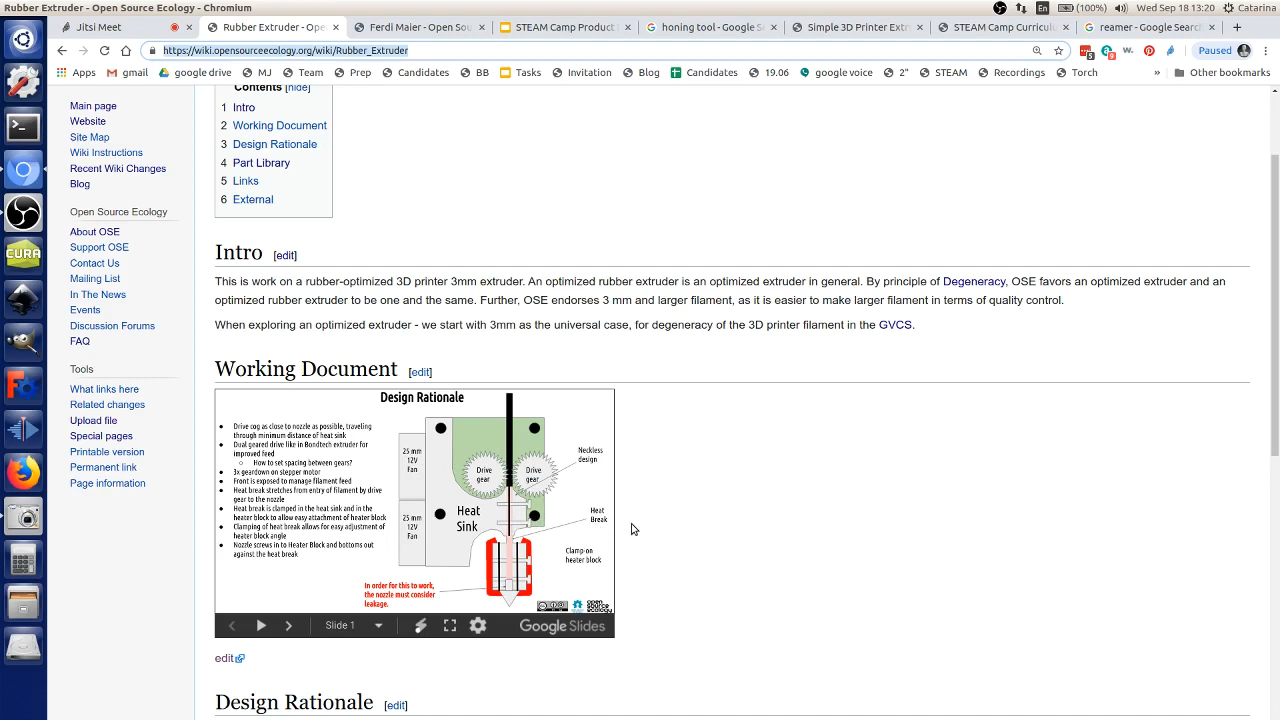 Rubber Extruder - Open Source Ecology - Chromium
En
(100%)
Wed Sep 18 13:20
Catarina
Jitsi Meet
Rubber Extruder - Ope
Ferdi Maier - Open Sou
STEAM Camp Product
honing tool - Google Se
Simple 3D Printer Extr
STEAM Camp Curricul
reamer - Google Search
https://wiki.opensourceecology.org/wiki/Rubber_Extruder
Paused
Apps
gmail
google drive
MJ
Team
Prep
Candidates
BB
Tasks
Invitation
Blog
Candidates
19.06
google voice
2"
STEAM
Recordings
Torch
»
Other bookmarks
Main page
Website
Site Map
Wiki Instructions
Recent Wiki Changes
Blog
Open Source Ecology
About OSE
Support OSE
Contact Us
Mailing List
In The News
Events
Discussion Forums
FAQ
Tools
What links here
Related changes
Upload file
Special pages
Printable version
Permanent link
Page information
CURA
Contents [hide]
1 Intro
2 Working Document
3 Design Rationale
4 Part Library
5 Links
6 External
Intro [edit]
This is work on a rubber-optimized 3D printer 3mm extruder. An optimized rubber extruder is an optimized extruder in general. By principle of Degeneracy, OSE favors an optimized extruder and an
optimized rubber extruder to be one and the same. Further, OSE endorses 3 mm and larger filament, as it is easier to make larger filament in terms of quality control.
When exploring an optimized extruder - we start with 3mm as the universal case, for degeneracy of the 3D printer filament in the GVCS.
Working Document [edit]
Design Rationale
Drive cog as close to nozzle as possible, traveling
through minimum distance of heat sink
Dual geared drive like in Bondtech extruder for
improved feed
How to set spacing between gears?
3x geardown on stepper motor
Front is exposed to manage filament feed
Heat break stretches from entry of filament by drive
gear to the nozzle
Heat break is clamped in the heat sink and in the
heater block to allow easy attachment of heater block
Clamping of heat break allows for easy adjustment of
heater block angle
Nozzle screws in to Heater Block and bottoms out
against the heat break
25 mm
12V
Fan
25 mm
12V
Fan
Drive
gear
Drive
gear
Neckless
design
Heat
Sink
Heat
Break
Clamp-on
heater block
In order for this to work,
the nozzle must consider
leakage.
open
source
ecology
Slide 1
Google Slides
edit
Design Rationale [edit]